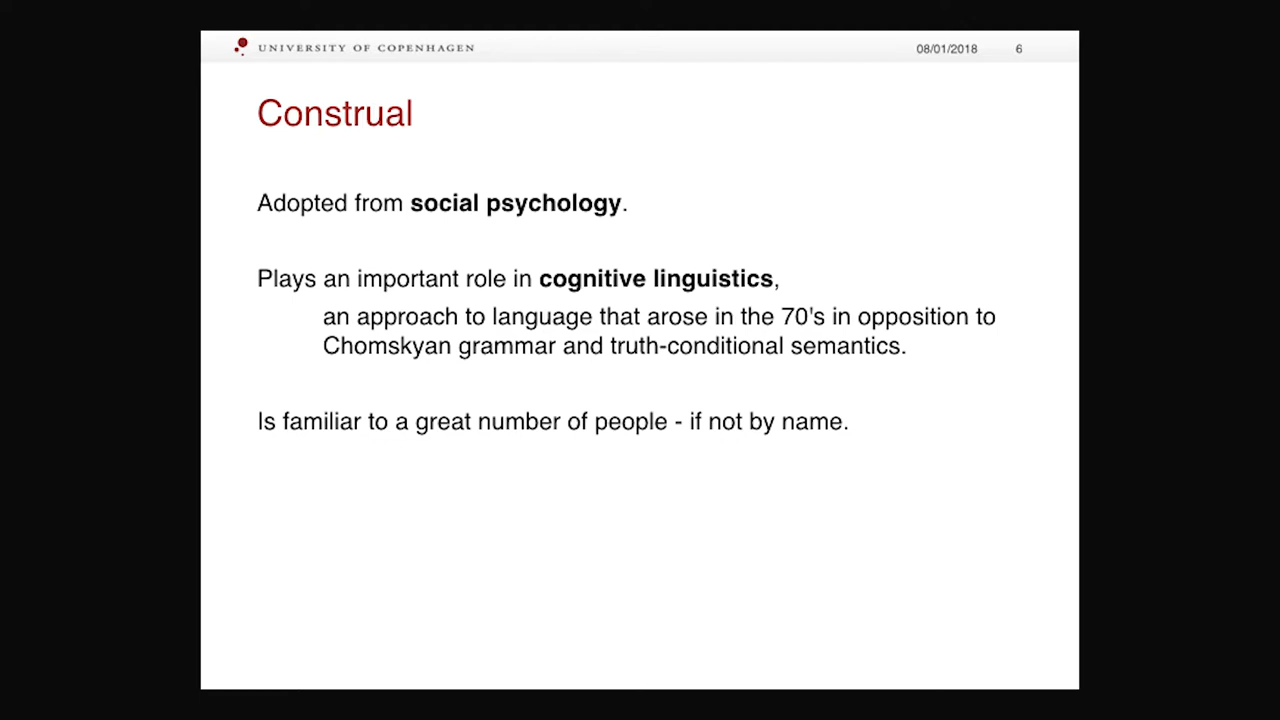 UNIVERSITY OF COPENHAGEN 08/01/2018 6
Construal
Adopted from social psychology.
Plays an important role in cognitive linguistics,
an approach to language that arose in the 70's in opposition to
Chomskyan grammar and truth-conditional semantics.
Is familiar to a great number of people - if not by name.